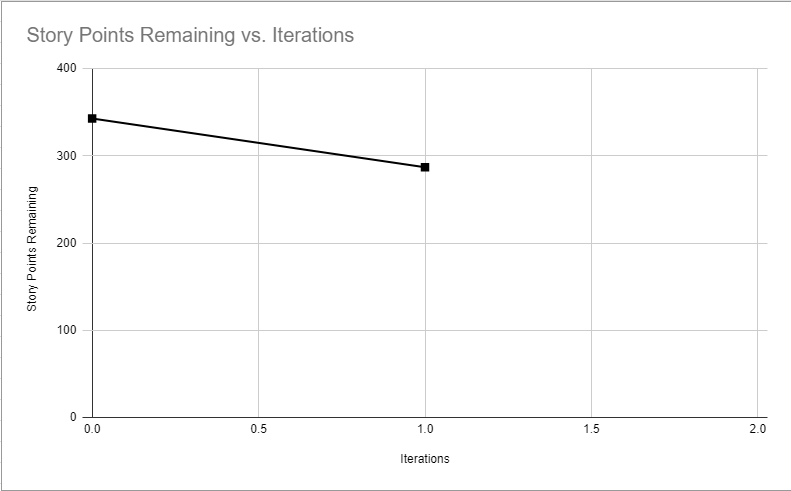 Story Points Remaining vs. Iterations
400
300
200
100
0
Story Points Remaining
0.0 0.5 1.0 1.5 2.0
Iterations